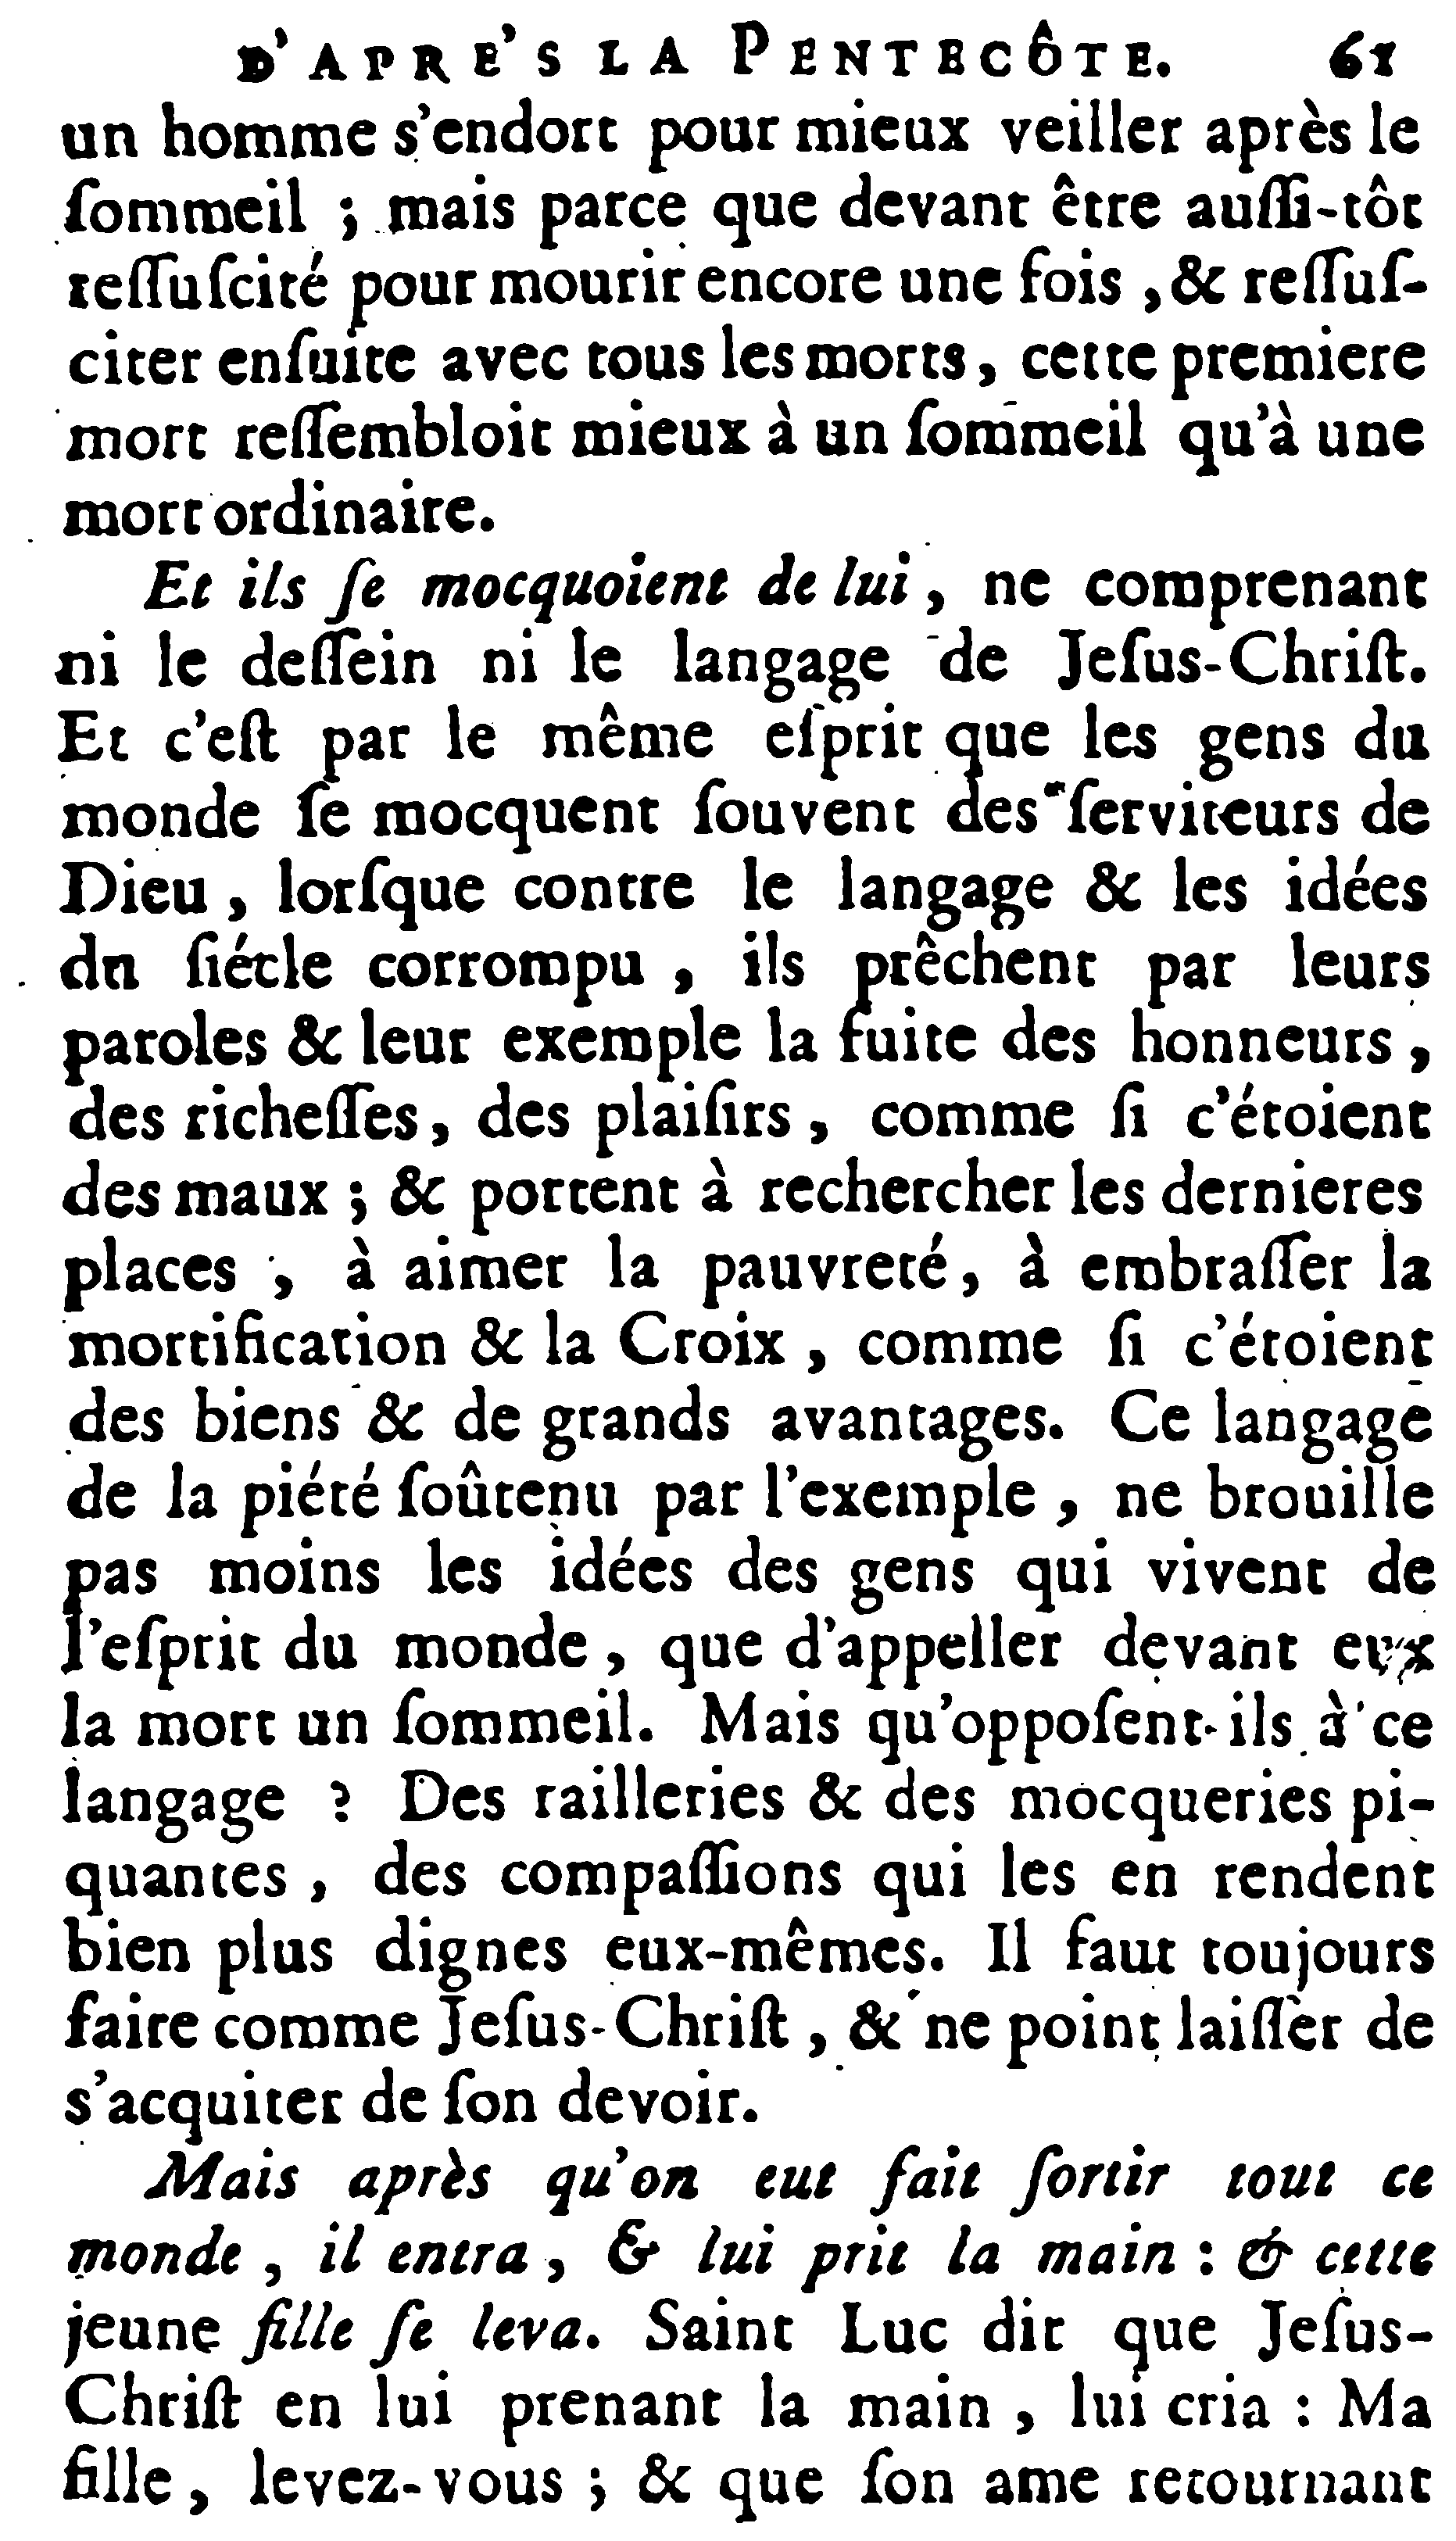 D'APRE'S LA PENTECÔTE. 61
un homme s'endort pour mieux veiller après le
ſommeil ; mais parce que devant être auſſi-tôt
reſſuſcité pour mourir encore une fois , & reſſuſ-
citer enſuite avec tous les morts, cette premiere
mort reſſembloit mieux à un ſommeil qu'à une
mort ordinaire.
Et ils ſe mocquoient de lui, ne comprenant
ni le deſſein ni le langage de Jeſus-Chriſt.
Et c'eſt par le même eſprit que les gens du
monde ſe mocquent ſouvent des ſerviteurs de
Dieu , lorſque contre le langage & les idées
du ſiécle corrompu , ils prêchent par leurs
paroles & leur exemple la fuite des honneurs ,
des richeſſes, des plaiſirs , comme ſi c'étoient
des maux ; & portent à rechercher les dernieres
places , à aimer la pauvreté, à embraſſer la
mortification & la Croix , comme ſi c'étoient
des biens & de grands avantages. Ce langage
de la piété ſoûtenu par l'exemple , ne brouille
pas moins les idées des gens qui vivent de
l'eſprit du monde , que d'appeller devant eux
la mort un ſommeil. Mais qu'oppoſent-ils à ce
langage ? Des railleries & des mocqueries pi-
quantes , des compaſſions qui les en rendent
bien plus dignes eux-mêmes. Il faut toujours
faire comme Jeſus-Chriſt , & ne point laiſſer de
s'acquiter de ſon devoir.
Mais après qu'on eut fait ſortir tout ce
monde , il entra , & lui prit la main : & cette
jeune fille ſe leva. Saint Luc dit que Jeſus-
Chriſt en lui prenant la main , lui cria : Ma
fille , levez-vous ; & que ſon ame retournant